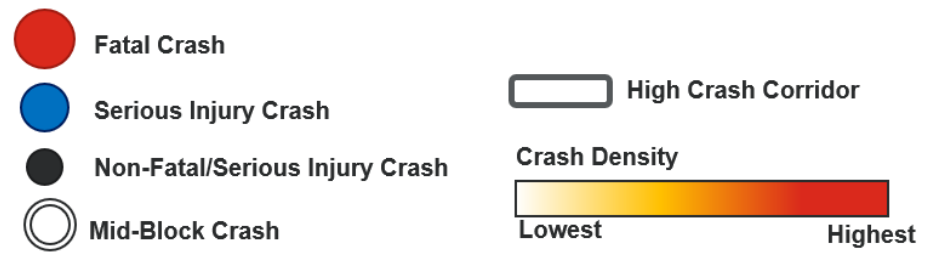 Fatal Crash
Serious Injury Crash
Non-Fatal/Serious Injury Crash
Mid-Block Crash
High Crash Corridor
Crash Density
Lowest
Highest